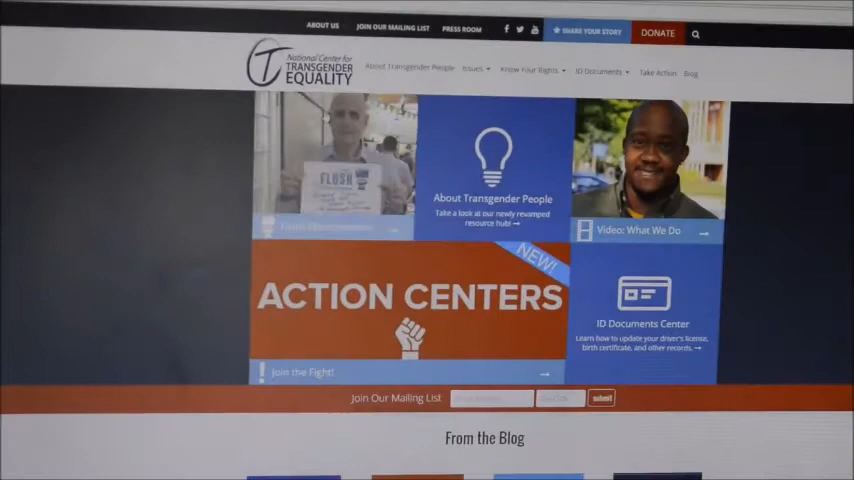 ABOUT US JOIN OUR MAILING LIST PRESS ROOM SHARE YOUR STORY DONATE
National Center for
TRANSGENDER
EQUALITY
About Transgender People Issues Know Your Rights ID Documents Take Action Blog
FLUSH
About Transgender People
Take a look at our newly revamped
resource hub!
Video: What We Do
NEW!
ACTION CENTERS
Join the Fight!
ID Documents Center
Learn how to update your driver's license,
birth certificate, and other records.
Join Our Mailing List submit
From the Blog